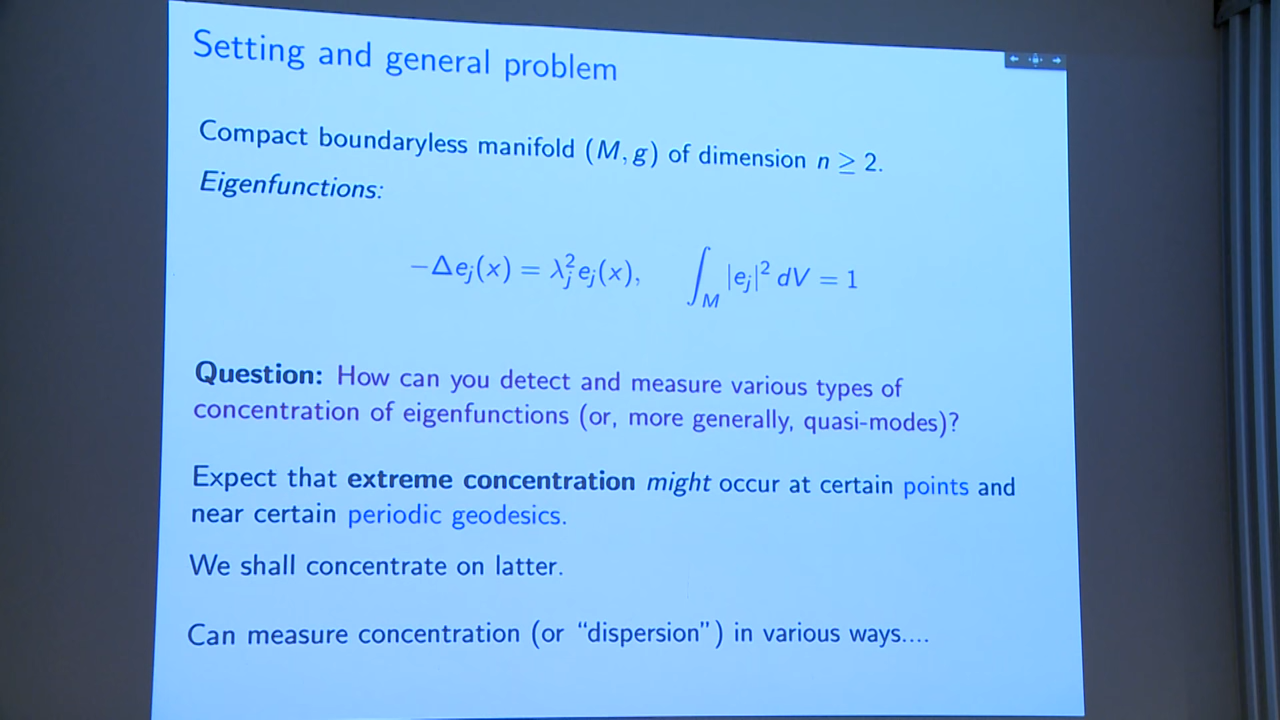 Setting and general problem
Compact boundaryless manifold (M, g) of dimension n ≥ 2.
Eigenfunctions:
−Δe_j(x) = λ_j^2 e_j(x), ∫_M |e_j|^2 dV = 1
Question: How can you detect and measure various types of
concentration of eigenfunctions (or, more generally, quasi-modes)?
Expect that extreme concentration might occur at certain points and
near certain periodic geodesics.
We shall concentrate on latter.
Can measure concentration (or “dispersion”) in various ways....